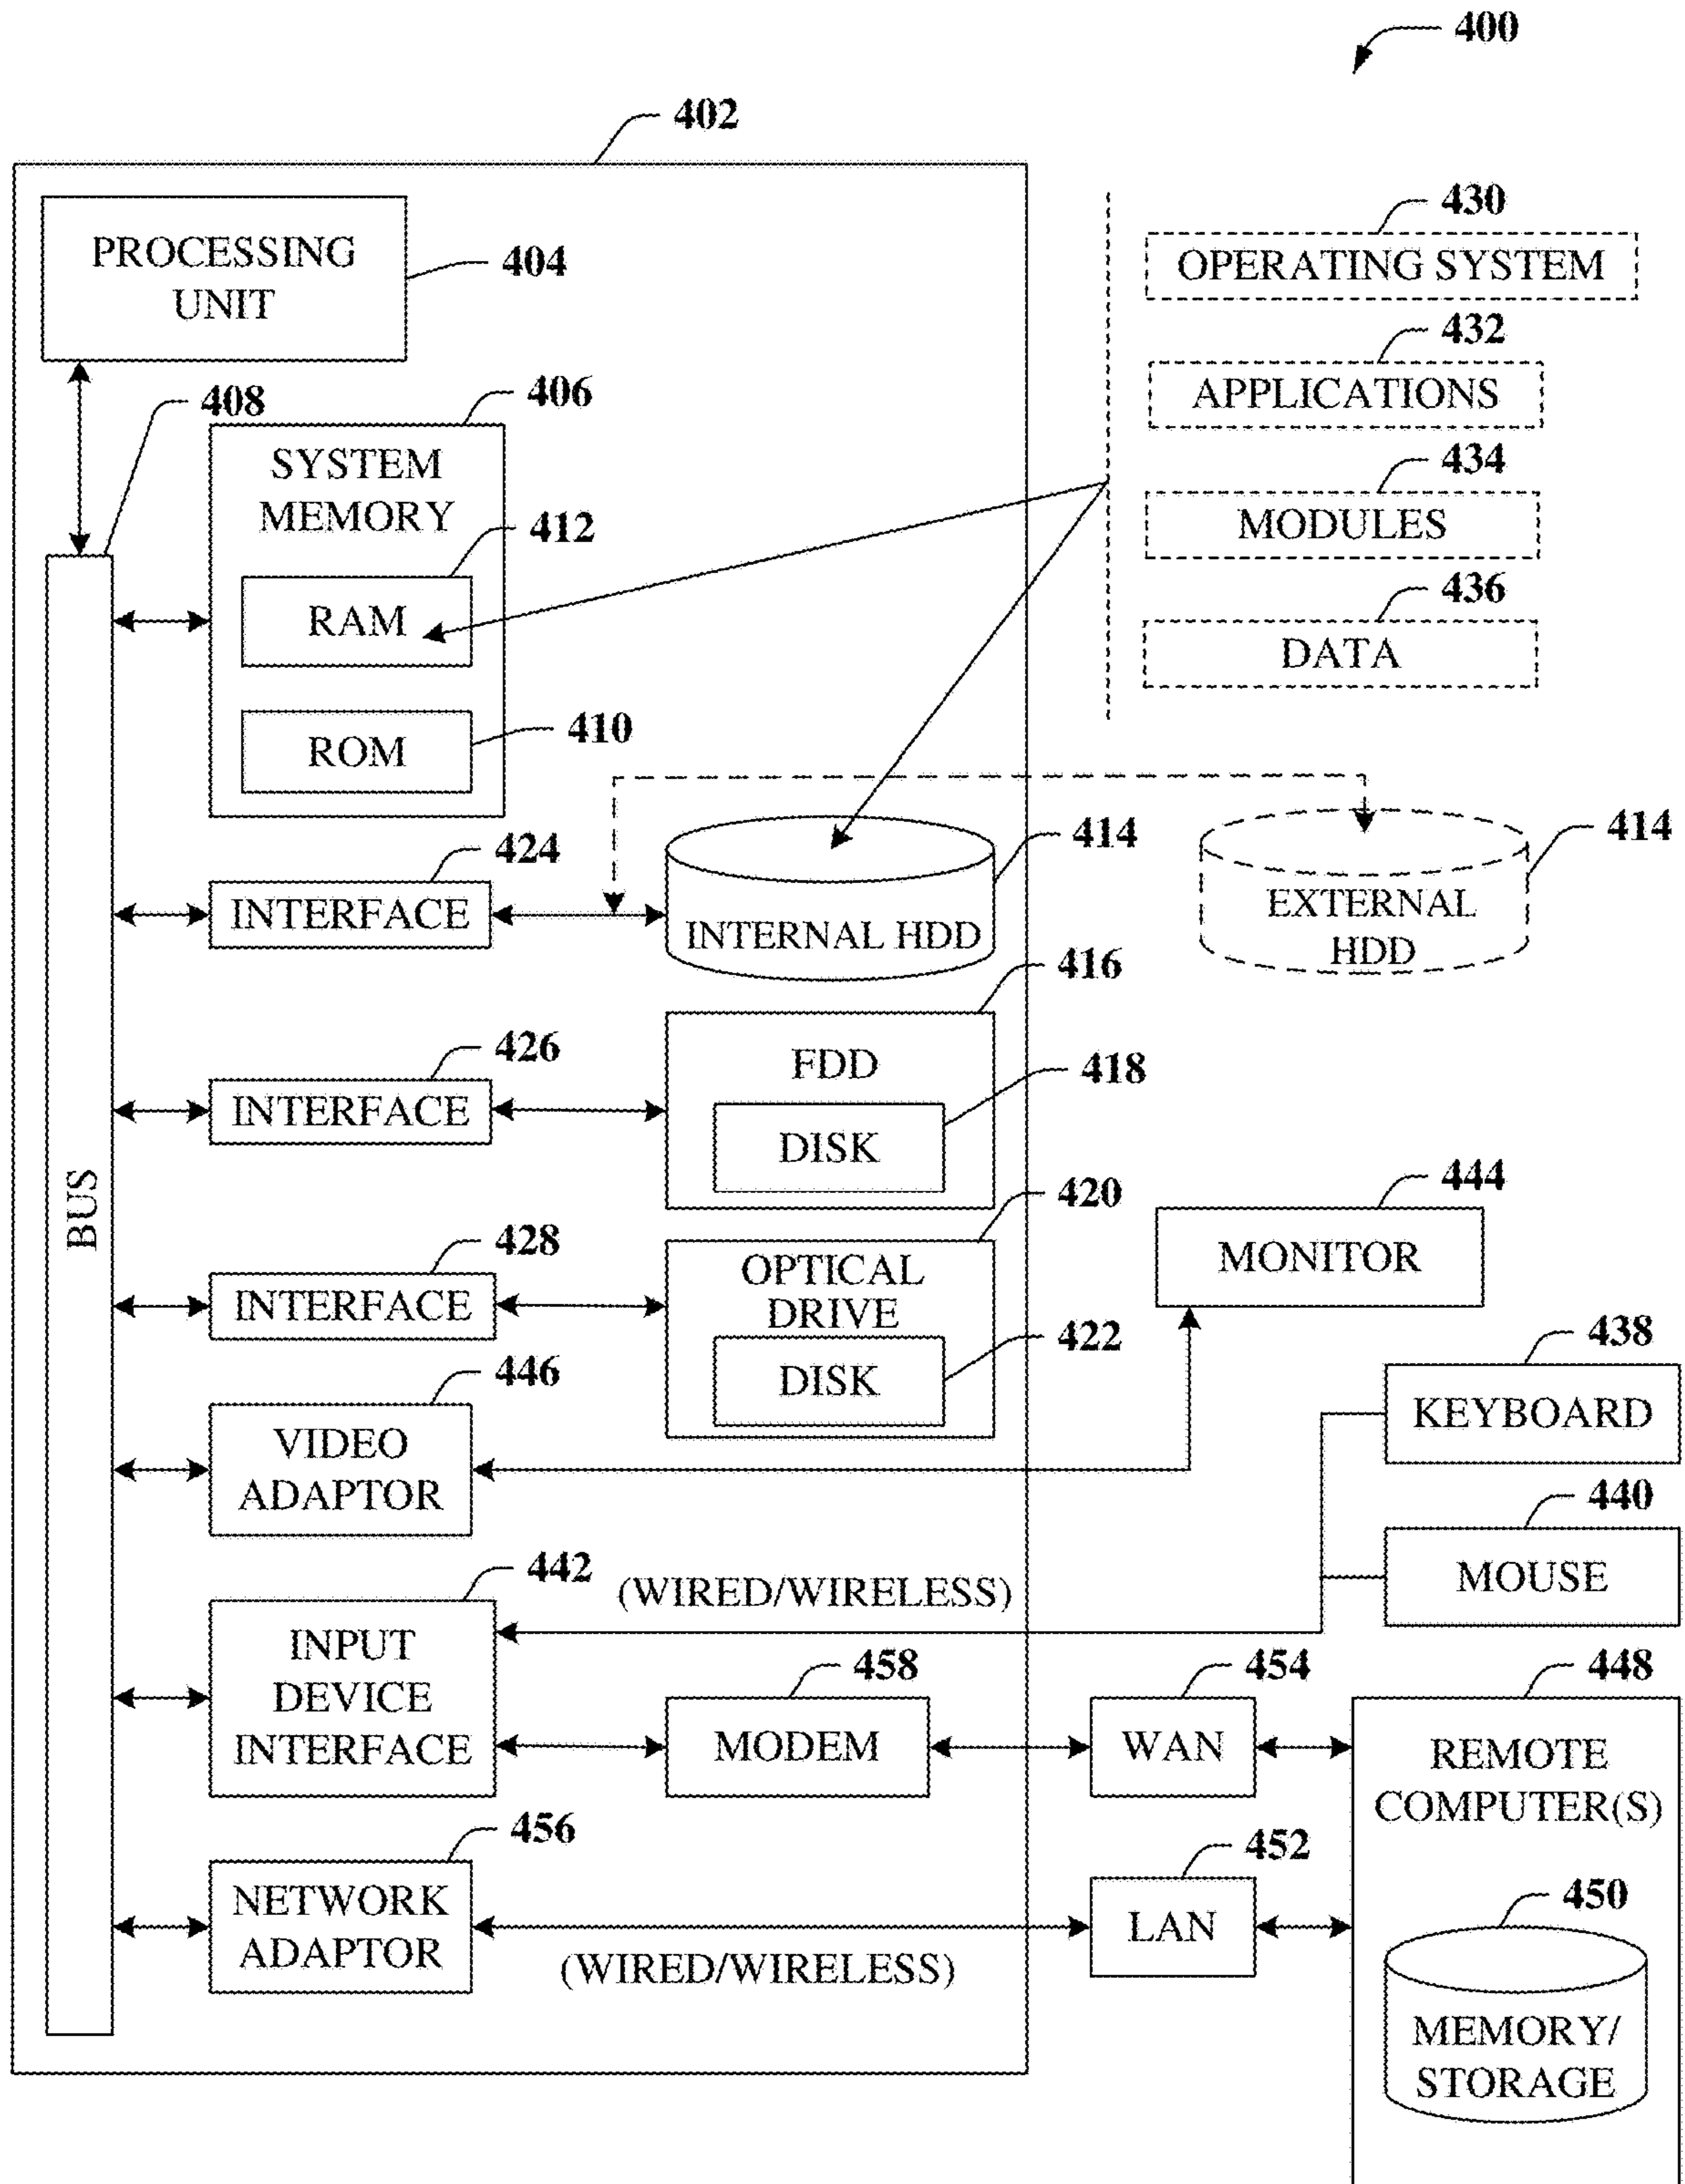 400
402
PROCESSING
UNIT
404
430
OPERATING SYSTEM
432
APPLICATIONS
434
MODULES
436
DATA
408
406
SYSTEM
MEMORY
412
RAM
410
ROM
BUS
424
INTERFACE
414
INTERNAL HDD
414
EXTERNAL
HDD
426
INTERFACE
416
FDD
418
DISK
428
INTERFACE
420
OPTICAL
DRIVE
422
DISK
444
MONITOR
446
VIDEO
ADAPTOR
438
KEYBOARD
440
MOUSE
442
(WIRED/WIRELESS)
INPUT
DEVICE
INTERFACE
458
MODEM
454
WAN
448
REMOTE
COMPUTER(S)
456
NETWORK
ADAPTOR
(WIRED/WIRELESS)
452
LAN
450
MEMORY/
STORAGE